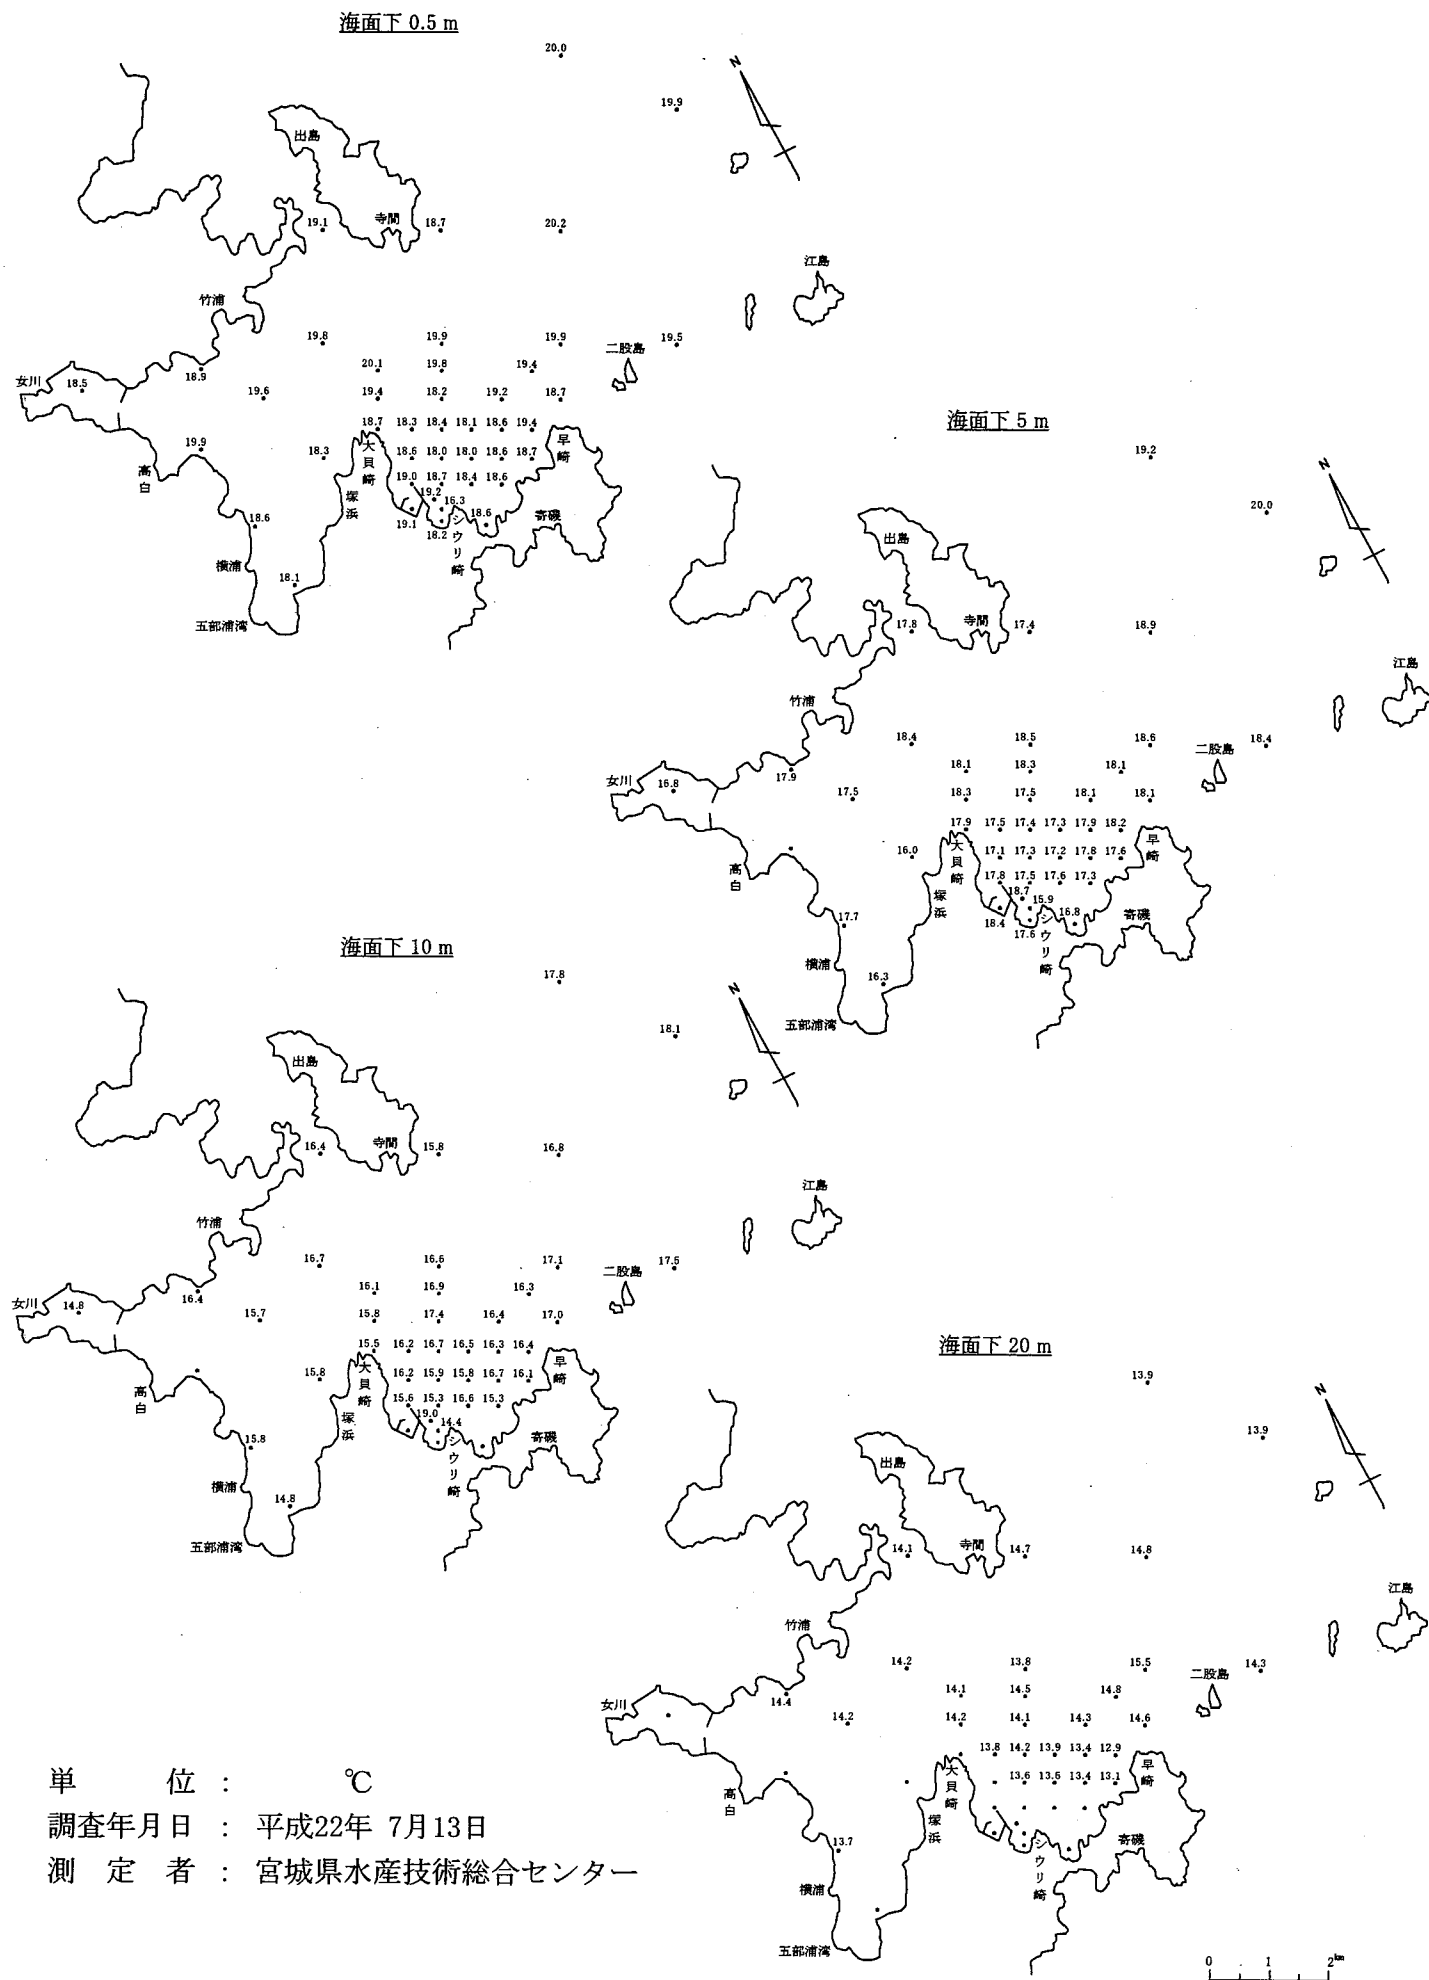 海面下 0.5 m
20.0
N
19.9
出島
寺間
19.1
18.7
20.2
江島
竹浦
19.8
19.9
19.9
19.5
二股島
20.1
19.8
19.4
女川
18.5
18.9
19.6
19.4
18.2
19.2
18.7
18.7 18.3 18.4 18.1 18.6 19.4
大貝崎
早崎
19.9
18.3
18.6 18.0 18.0 18.6 18.7
高白
19.0 18.7 18.4 18.6
塚浜
19.2
16.3
19.1
18.2
18.6
シウリ崎
寄磯
18.6
横浦
18.1
五部浦湾
海面下 5 m
19.2
N
20.0
出島
寺間
17.8
17.4
18.9
江島
竹浦
18.4
18.5
18.6
18.4
二股島
18.1
18.3
18.1
女川
16.8
17.9
17.5
18.3
17.5
18.1
18.1
17.9 17.5 17.4 17.3 17.9 18.2
大貝崎
早崎
16.0
17.1 17.3 17.2 17.8 17.6
高白
17.8 17.5 17.6 17.3
塚浜
18.7
15.9
18.4
17.6
16.8
シウリ崎
寄磯
17.7
横浦
16.3
五部浦湾
海面下 10 m
17.8
N
18.1
出島
寺間
16.4
15.8
16.8
江島
竹浦
16.7
16.6
17.1
17.5
二股島
16.1
16.9
16.3
女川
14.8
16.4
15.7
15.8
17.4
16.4
17.0
15.5 16.2 16.7 16.5 16.3 16.4
大貝崎
早崎
15.8
16.2 15.9 15.8 16.7 16.1
高白
15.6 15.3 16.6 15.3
塚浜
19.0
14.4
シウリ崎
寄磯
15.8
横浦
14.8
五部浦湾
海面下 20 m
13.9
N
13.9
出島
寺間
14.1
14.7
14.8
江島
竹浦
14.2
13.8
15.5
14.3
二股島
14.1
14.5
14.8
女川
14.4
14.2
14.2
14.1
14.3
14.6
13.8 14.2 13.9 13.4 12.9
大貝崎
早崎
13.6 13.6 13.4 13.1
高白
塚浜
シウリ崎
寄磯
13.7
横浦
五部浦湾
0 1 2km
単位 : ℃
調査年月日 : 平成22年 7月13日
測定者 : 宮城県水産技術総合センター